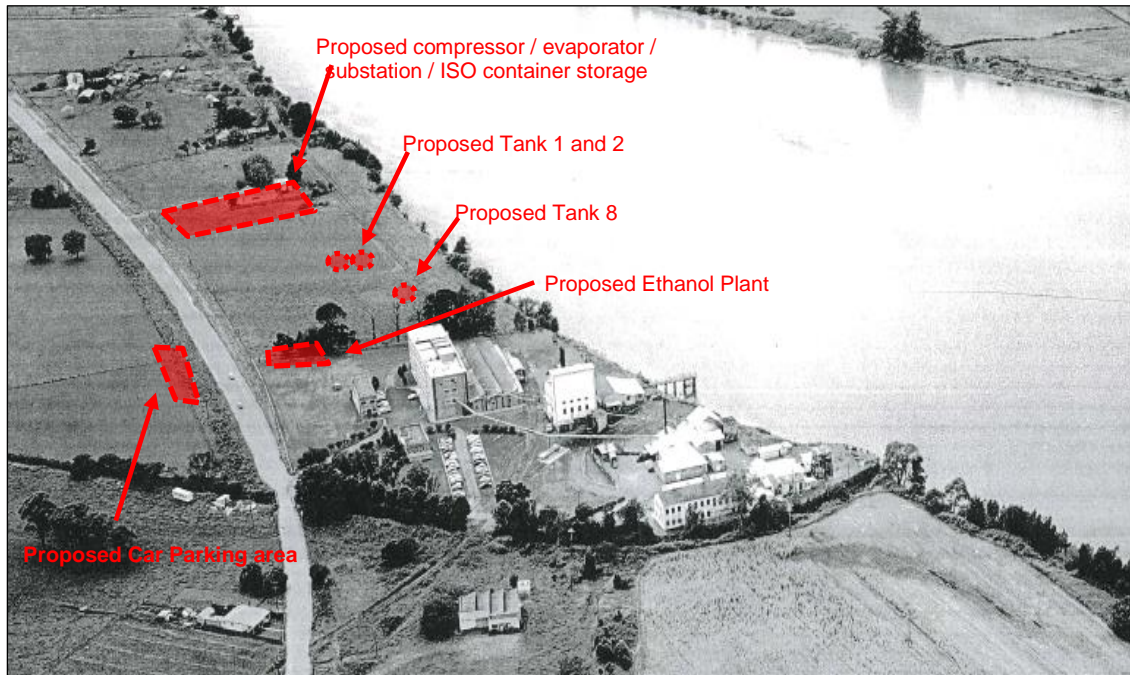 Proposed compressor / evaporator /
substation / ISO container storage
Proposed Tank 1 and 2
Proposed Tank 8
Proposed Ethanol Plant
Proposed Car Parking area